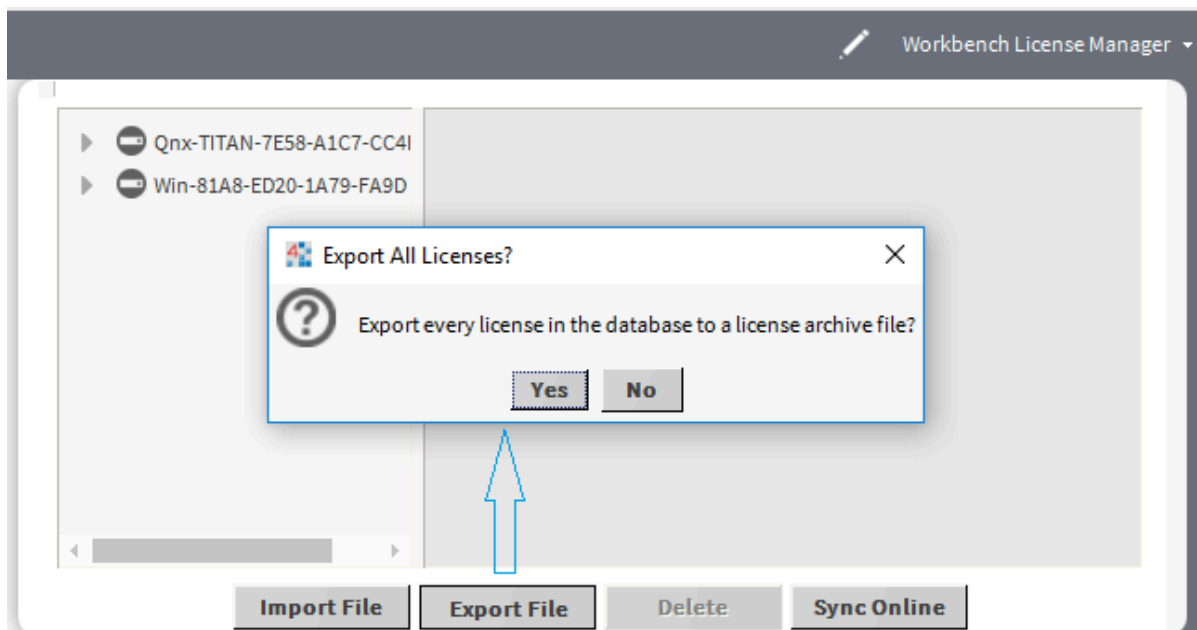 Workbench License Manager
Qnx-TITAN-7E58-A1C7-CC4
Win-81A8-ED20-1A79-FA9D
Export All Licenses?
Export every license in the database to a license archive file?
Yes No
Import File Export File Delete Sync Online